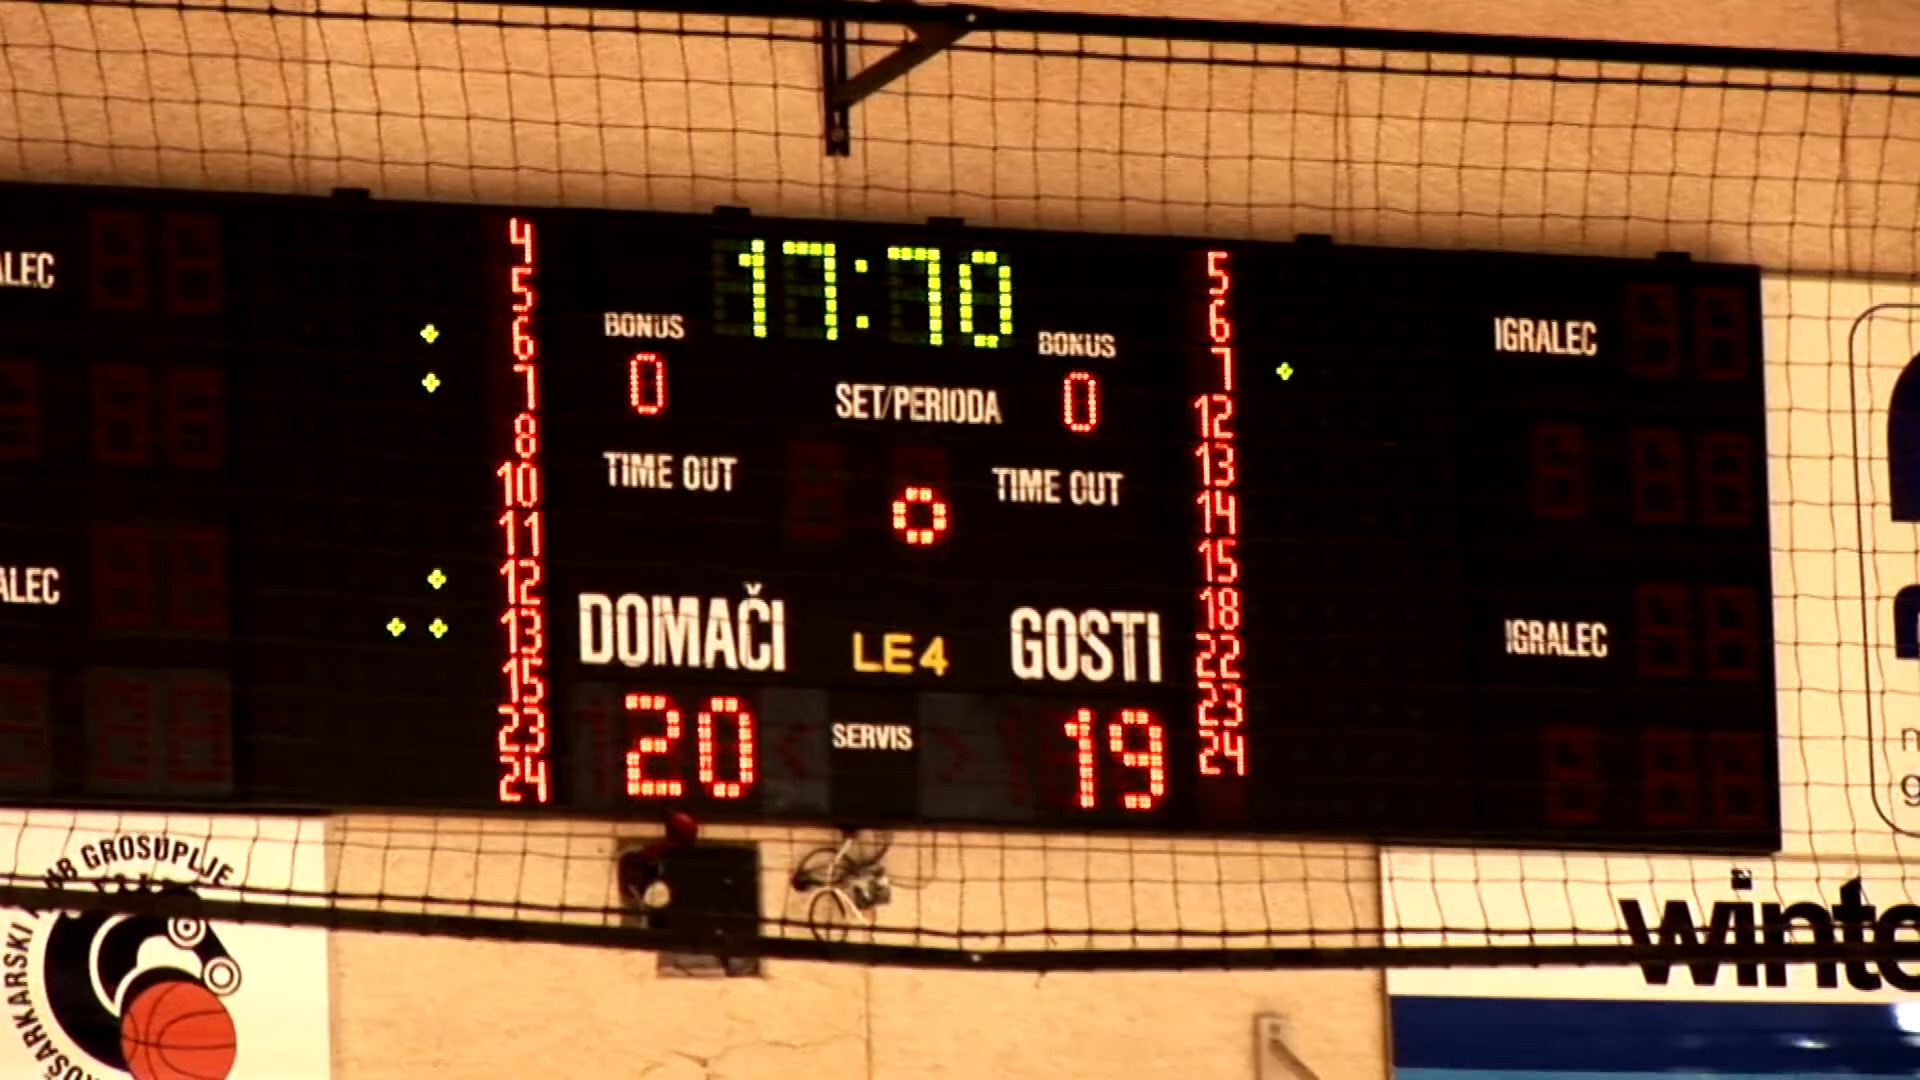 ALEC
ALEC
4
5
6
7
8
10
11
12
13
15
23
24
17:70
BONUS
0
BONUS
0
SET/PERIODA
TIME OUT
0
TIME OUT
DOMAČI
LE4
GOSTI
20
SERVIS
19
5
6
7
12
13
14
15
18
22
23
24
IGRALEC
IGRALEC
GROSUPLJE
winte